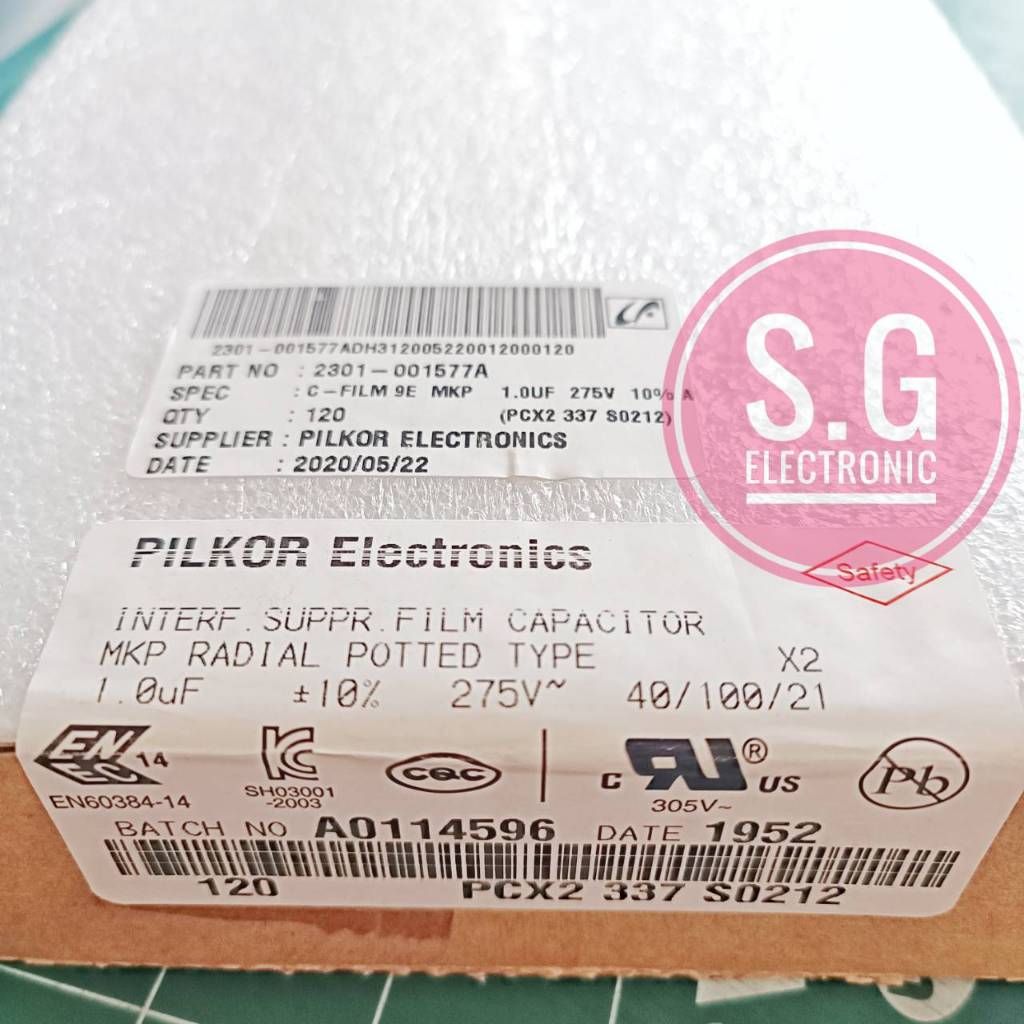 2301-001577ADH312005220012000120
PART NO : 2301-001577A
SPEC : C-FILM 9E MKP 1.0UF 275V 10% A
QTY : 120 (PCX2 337 S0212)
SUPPLIER : PILKOR ELECTRONICS
DATE : 2020/05/22
S.G
ELECTRONIC
PILKOR Electronics
Safety
INTERF.SUPPR.FILM CAPACITOR
MKP RADIAL POTTED TYPE X2
1.0uF ±10% 275V~ 40/100/21
EN EC 14
EN60384-14
KC
SH03001
-2003
CQC
c RU ® US
305V~
Pb
BATCH NO A0114596 DATE 1952
120 PCX2 337 S0212